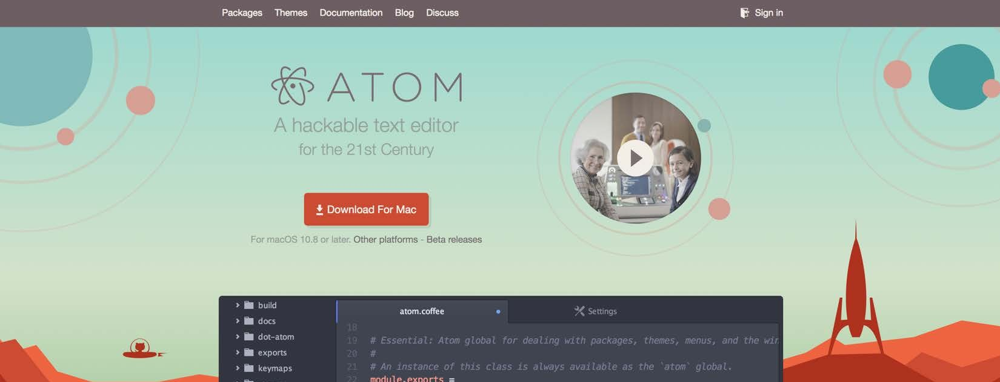 Packages Themes Documentation Blog Discuss Sign in
ATOM
A hackable text editor
for the 21st Century
Download For Mac
For macOS 10.8 or later. Other platforms - Beta releases
build
docs
dot-atom
exports
keymaps
atom.coffee
Settings
18
19 # Essential: Atom global for dealing with packages, themes, menus, and the win
20 #
21 # An instance of this class is always available as the `atom` global.
22 module.exports =